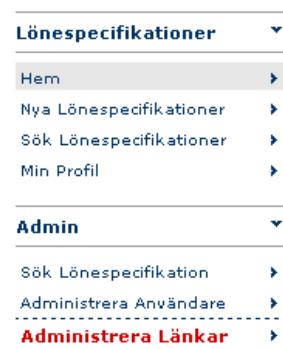 Lönespecifikationer
Hem
Nya Lönespecifikationer
Sök Lönespecifikationer
Min Profil
Admin
Sök Lönespecifikation
Administrera Användare
Administrera Länkar